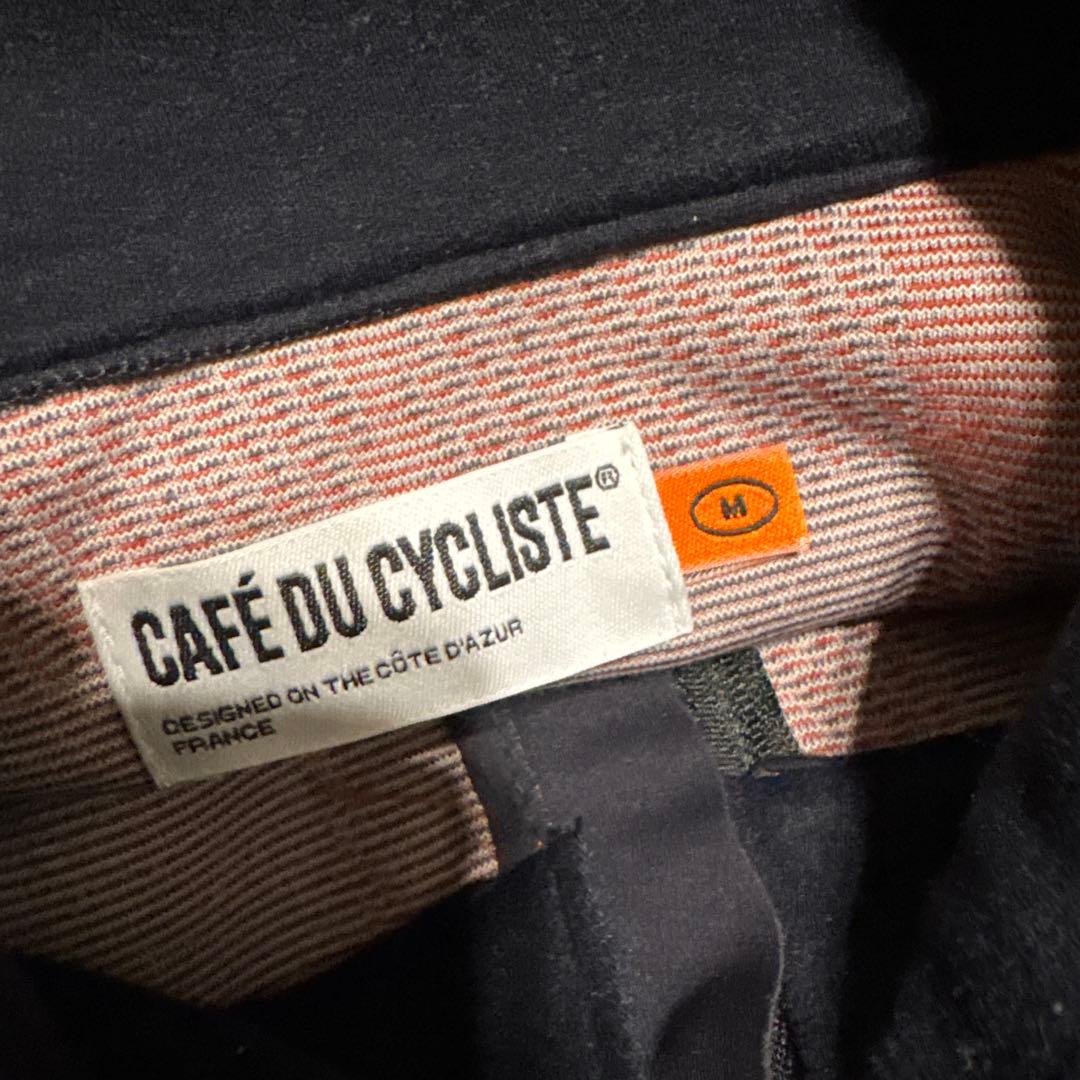 CAFÉ DU CYCLISTE®
DESIGNED ON THE CÔTE D'AZUR
FRANCE
M